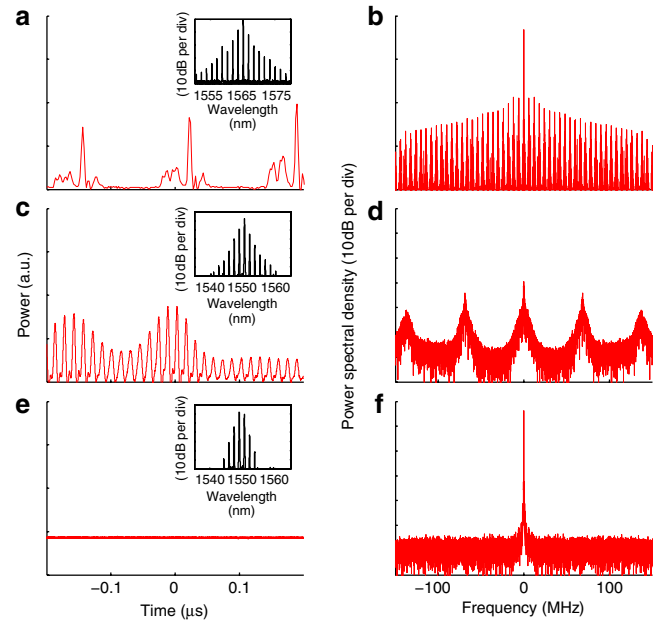 a
(10 dB per div)
1555 1565 1575
Wavelength
(nm)
b
c
(10 dB per div)
1540 1550 1560
Wavelength
(nm)
d
e
(10 dB per div)
1540 1550 1560
Wavelength
(nm)
f
Power (a.u.)
Power spectral density (10 dB per div)
−0.1 0 0.1
Time (μs)
−100 0 100
Frequency (MHz)